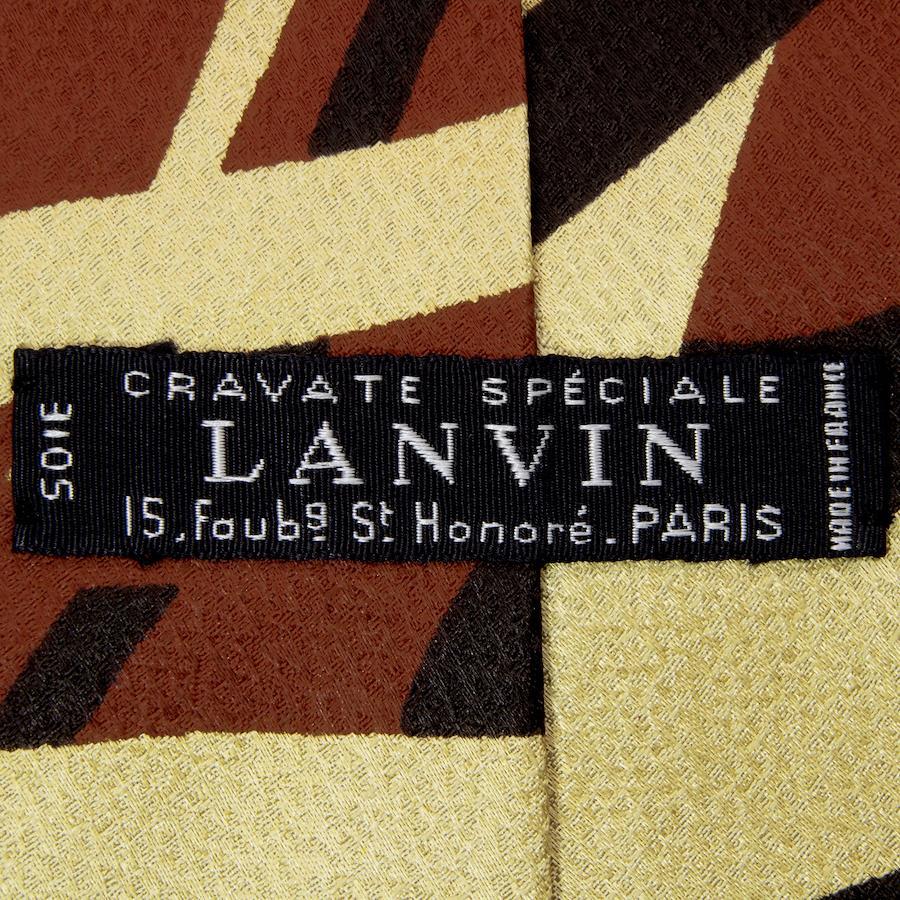 SOIE
CRAVATE SPÉCIALE
LANVIN
15, Faubg St Honoré. PARIS
MADE IN FRANCE